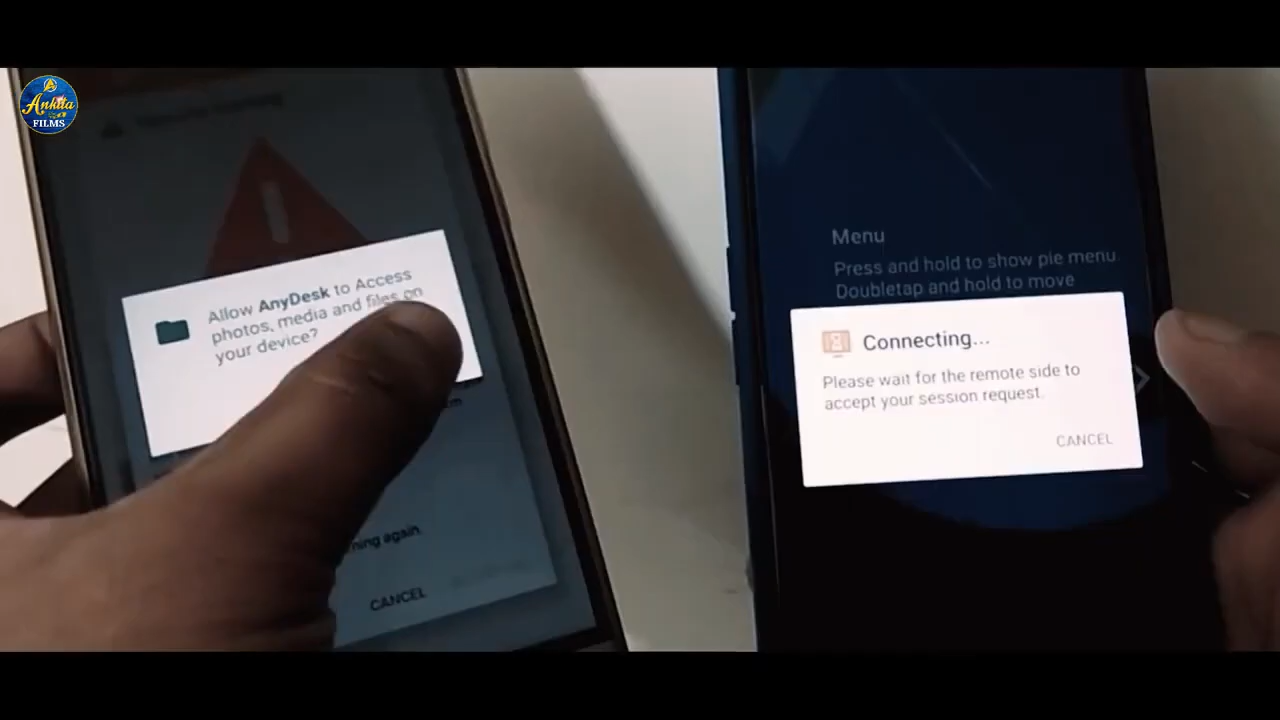 Ankita
FILMS
Allow AnyDesk to Access
photos, media and files on
your device?
ning again
CANCEL
Menu
Press and hold to show pie menu.
Doubletap and hold to move
Connecting...
Please wait for the remote side to
accept your session request.
CANCEL